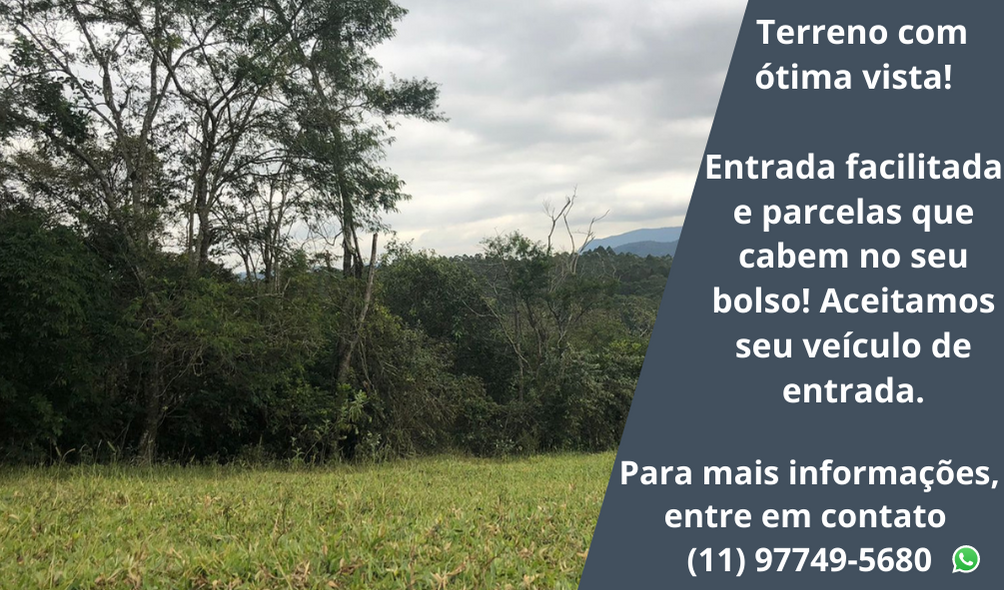 Terreno com
ótima vista!
Entrada facilitada
e parcelas que
cabem no seu
bolso! Aceitamos
seu veículo de
entrada.
Para mais informações,
entre em contato
(11) 97749-5680